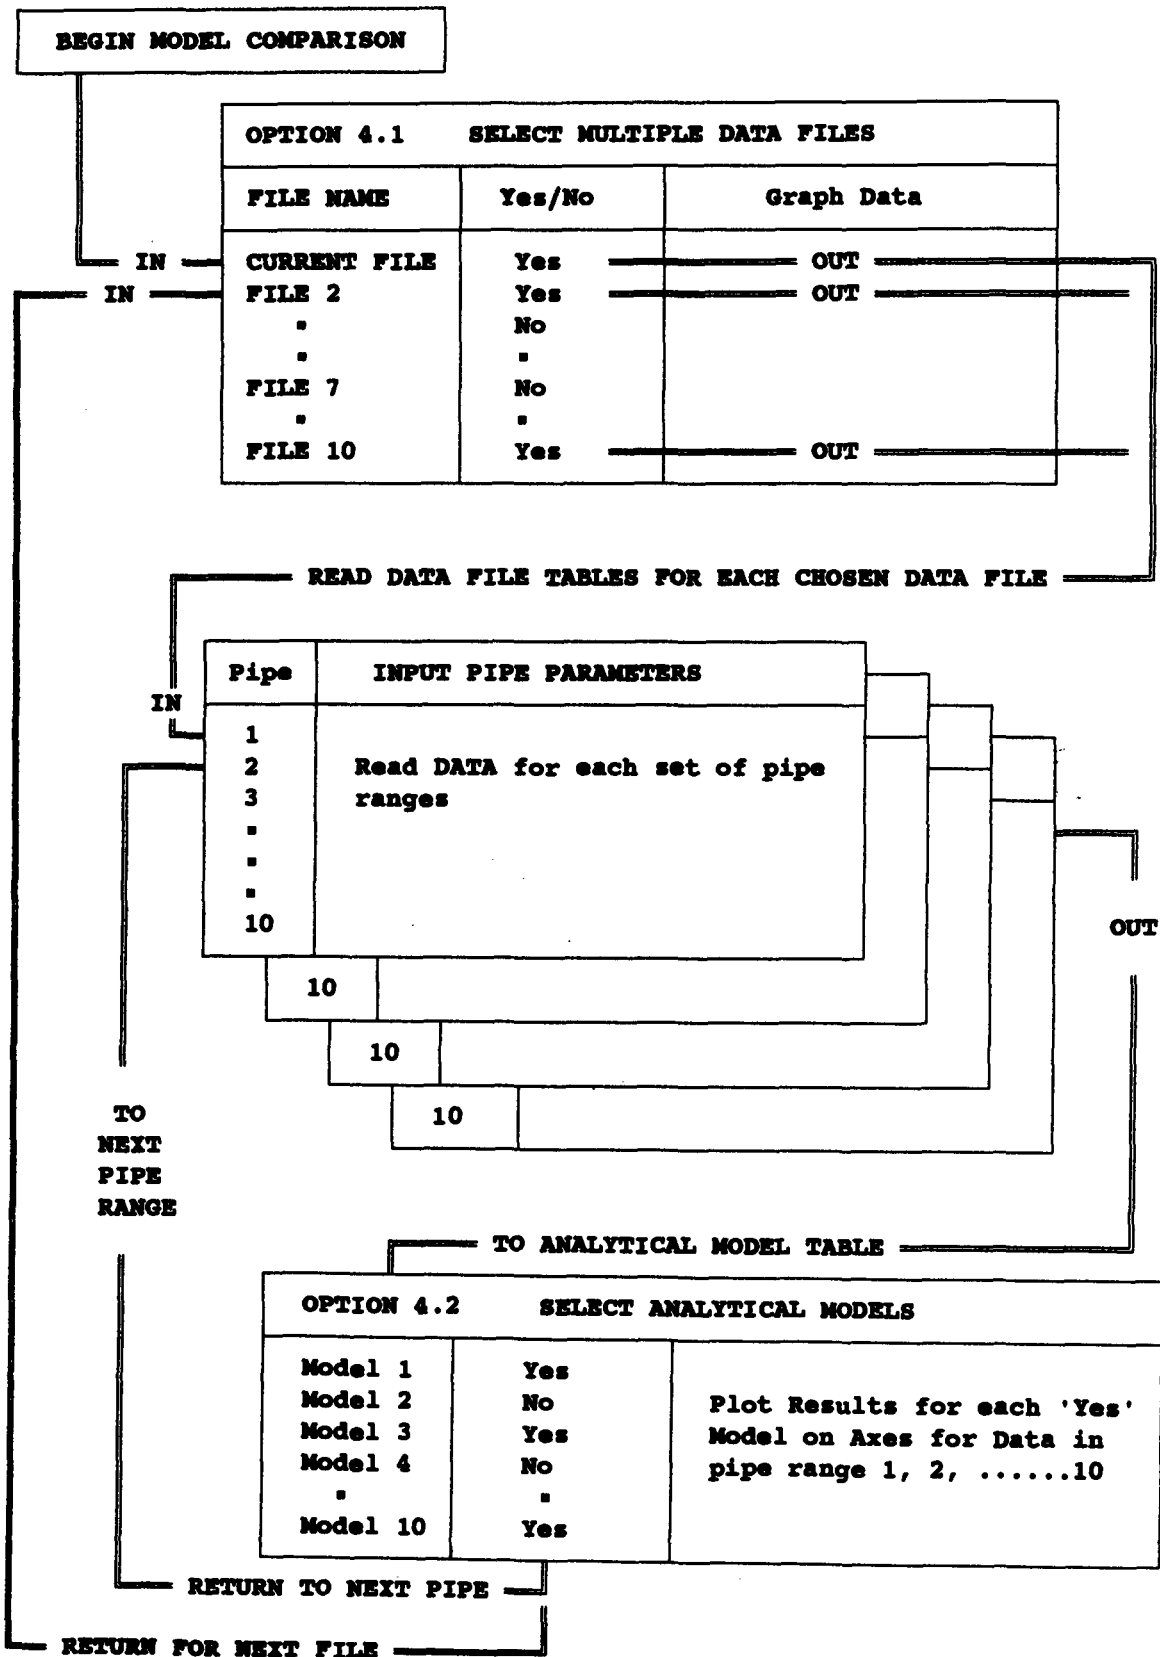 BEGIN MODEL COMPARISON
OPTION 4.1 SELECT MULTIPLE DATA FILES
FILE NAME Yes/No Graph Data
IN CURRENT FILE Yes OUT
IN FILE 2 Yes OUT
No
FILE 7 No
FILE 10 Yes OUT
READ DATA FILE TABLES FOR EACH CHOSEN DATA FILE
Pipe INPUT PIPE PARAMETERS
IN
1
2 Read DATA for each set of pipe
3 ranges
10
OUT
10
10
10
TO
NEXT
PIPE
RANGE
TO ANALYTICAL MODEL TABLE
OPTION 4.2 SELECT ANALYTICAL MODELS
Model 1 Yes
Model 2 No Plot Results for each 'Yes'
Model 3 Yes Model on Axes for Data in
Model 4 No pipe range 1, 2, ......10
Model 10 Yes
RETURN TO NEXT PIPE
RETURN FOR NEXT FILE